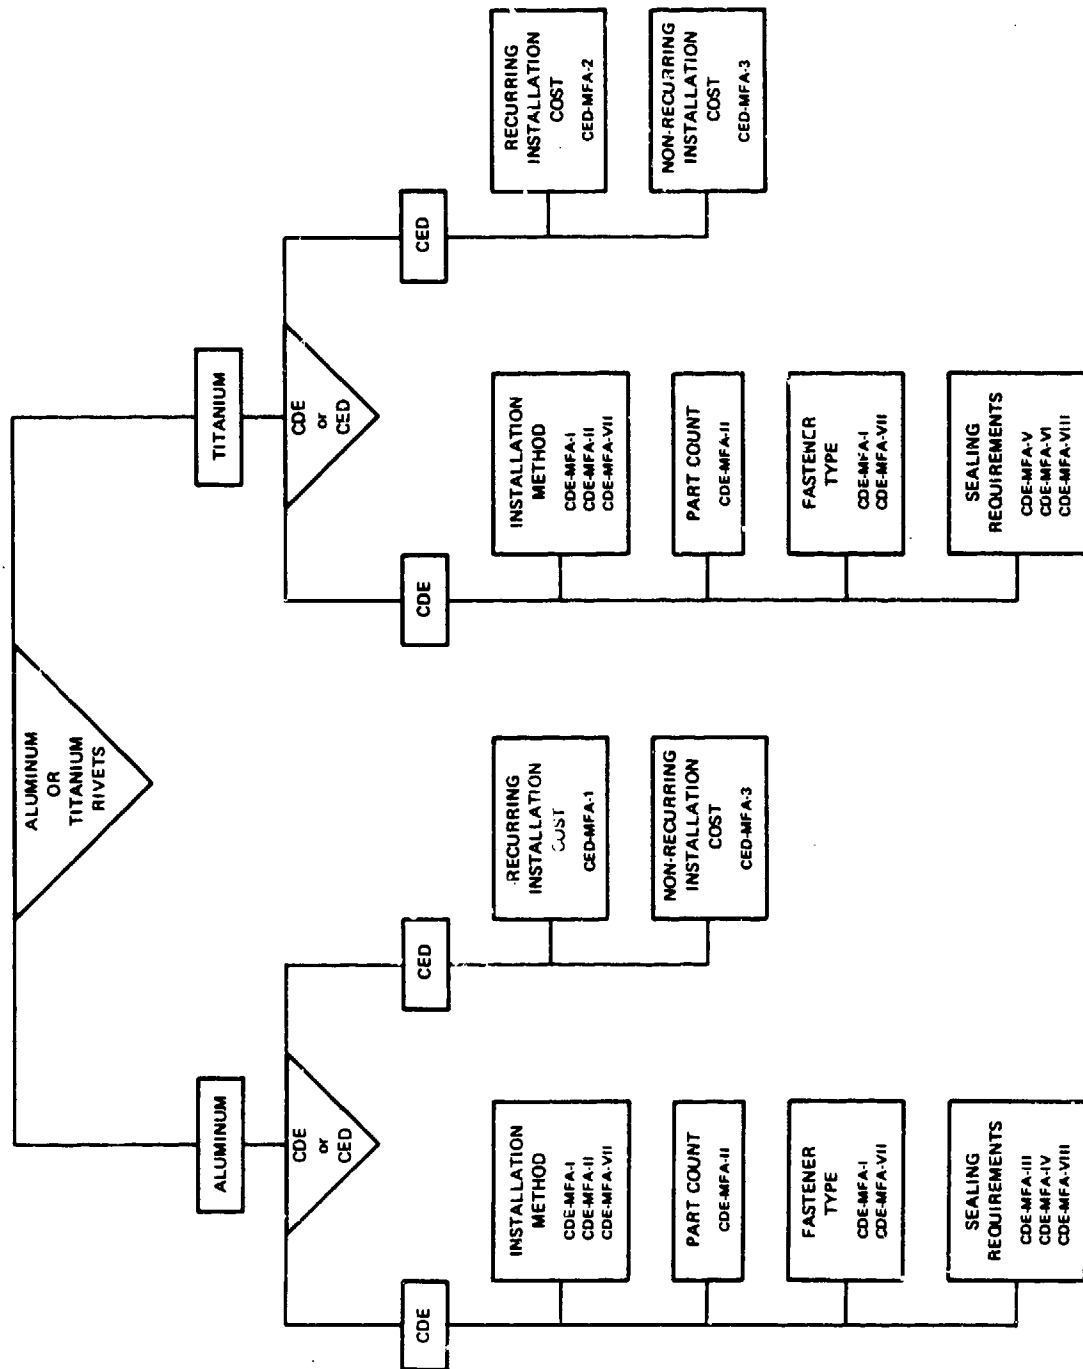 ALUMINUM
OR
TITANIUM
RIVETS
ALUMINUM
CDE
or
CED
CDE
INSTALLATION
METHOD
CDE-MFA-I
CDE-MFA-II
CDE-MFA-VII
PART COUNT
CDE-MFA-II
FASTENER
TYPE
CDE-MFA-I
CDE-MFA-VII
SEALING
REQUIREMENTS
CDE-MFA-III
CDE-MFA-IV
CDE-MFA-VIII
CED
RECURRING
INSTALLATION
COST
CED-MFA-1
NON-RECURRING
INSTALLATION
COST
CED-MFA-3
TITANIUM
CDE
or
CED
CDE
INSTALLATION
METHOD
CDE-MFA-I
CDE-MFA-II
CDE-MFA-VII
PART COUNT
CDE-MFA-II
FASTENER
TYPE
CDE-MFA-I
CDE-MFA-VII
SEALING
REQUIREMENTS
CDE-MFA-V
CDE-MFA-VI
CDE-MFA-VIII
CED
RECURRING
INSTALLATION
COST
CED-MFA-2
NON-RECURRING
INSTALLATION
COST
CED-MFA-3